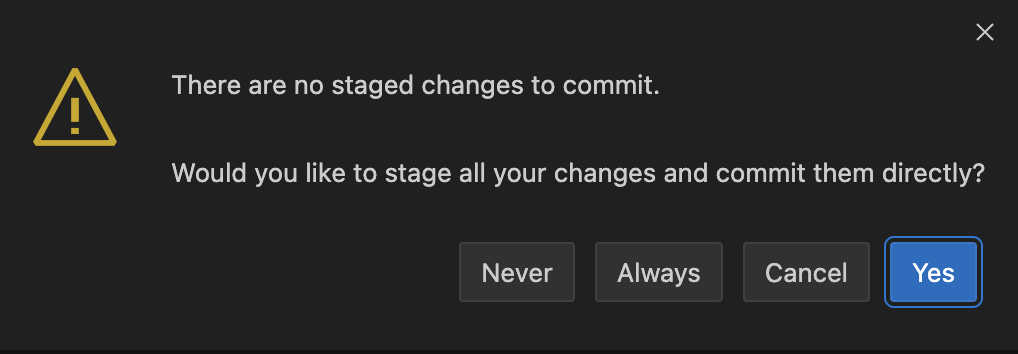 There are no staged changes to commit.
Would you like to stage all your changes and commit them directly?
Never Always Cancel Yes